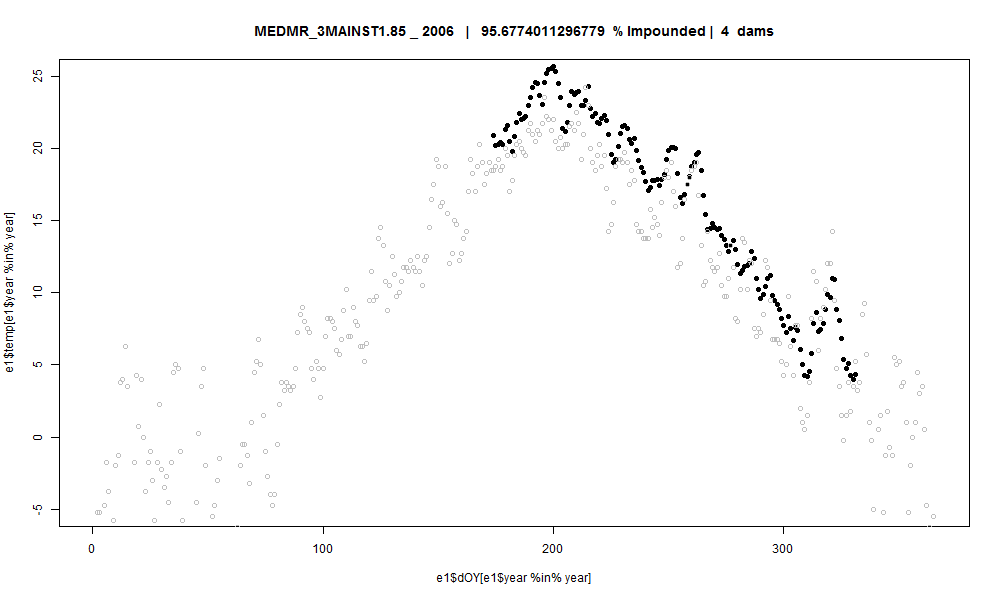 MEDMR_3MAINST1.85 _ 2006 | 95.6774011296779 % Impounded | 4 dams
e1$temp[e1$year %in% year]
25
20
15
10
5
0
-5
0 100 200 300
e1$dOY[e1$year %in% year]